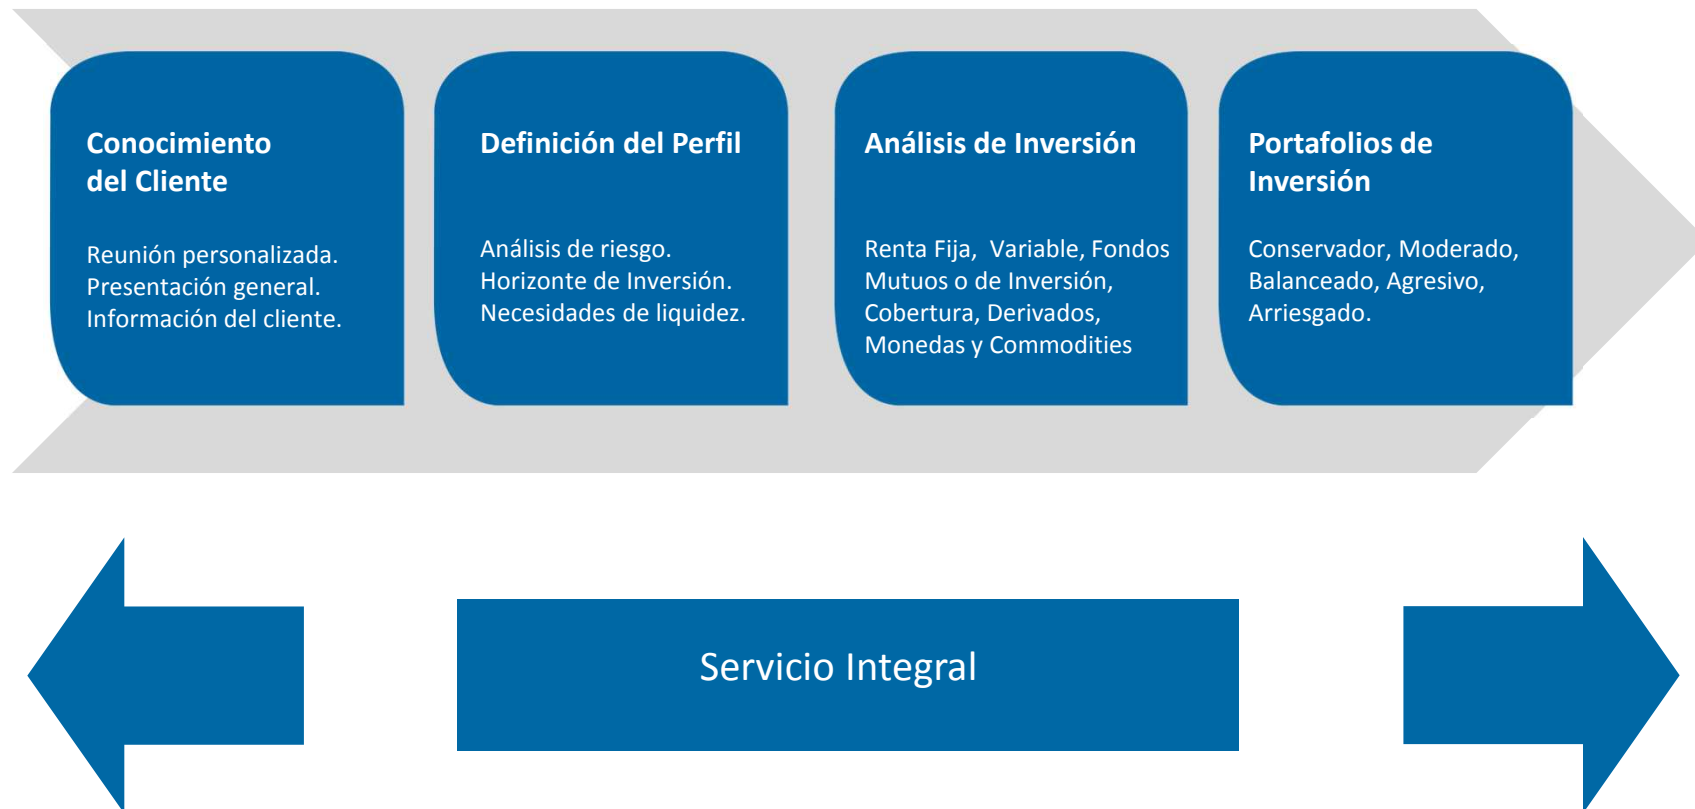 Conocimiento
del Cliente
Reunión personalizada.
Presentación general.
Información del cliente.
Definición del Perfil
Análisis de riesgo.
Horizonte de Inversión.
Necesidades de liquidez.
Análisis de Inversión
Renta Fija,  Variable, Fondos
Mutuos o de Inversión,
Cobertura, Derivados,
Monedas y Commodities
Portafolios de
Inversión
Conservador, Moderado,
Balanceado, Agresivo,
Arriesgado.
Servicio Integral